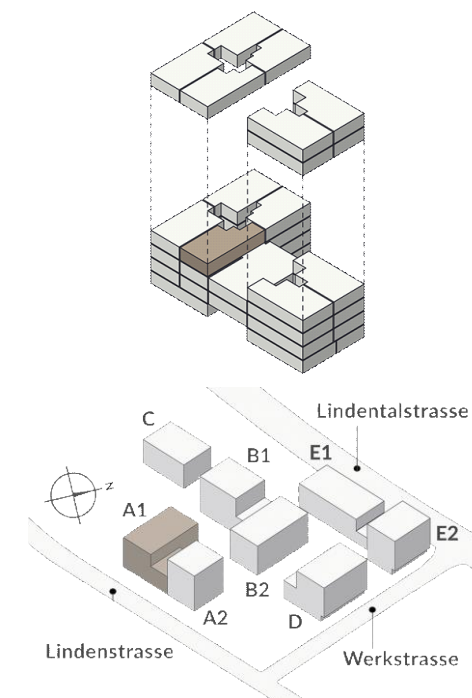 Lindentalstrasse
C
B1
E1
N
A1
E2
A2
B2
D
Lindenstrasse
Werkstrasse